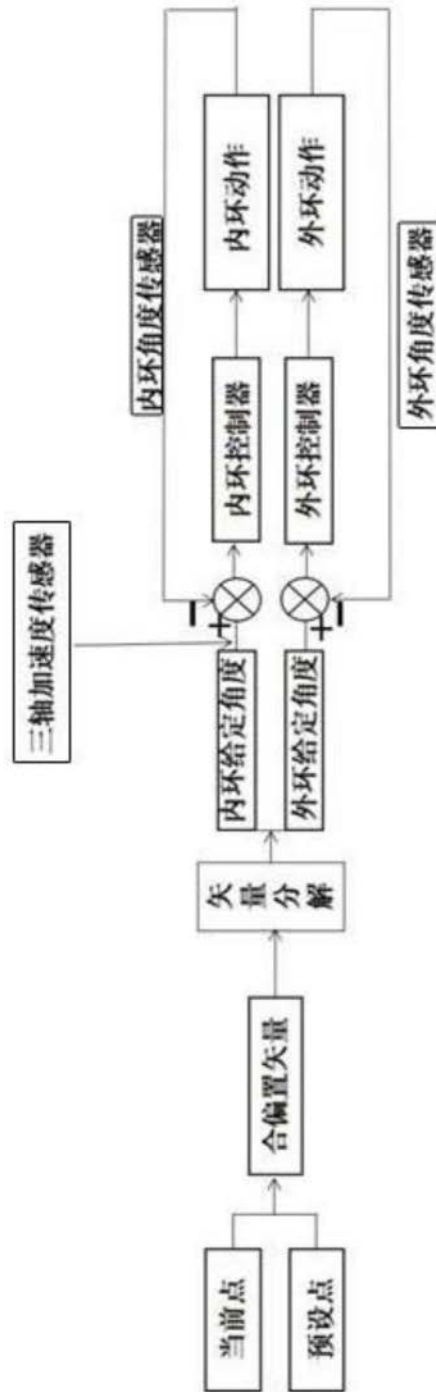 当前点
预设点
合偏置矢量
矢量分解
内环给定角度
外环给定角度
三轴加速度传感器
+
−
+
−
内环控制器
外环控制器
内环动作
外环动作
内环角度传感器
外环角度传感器